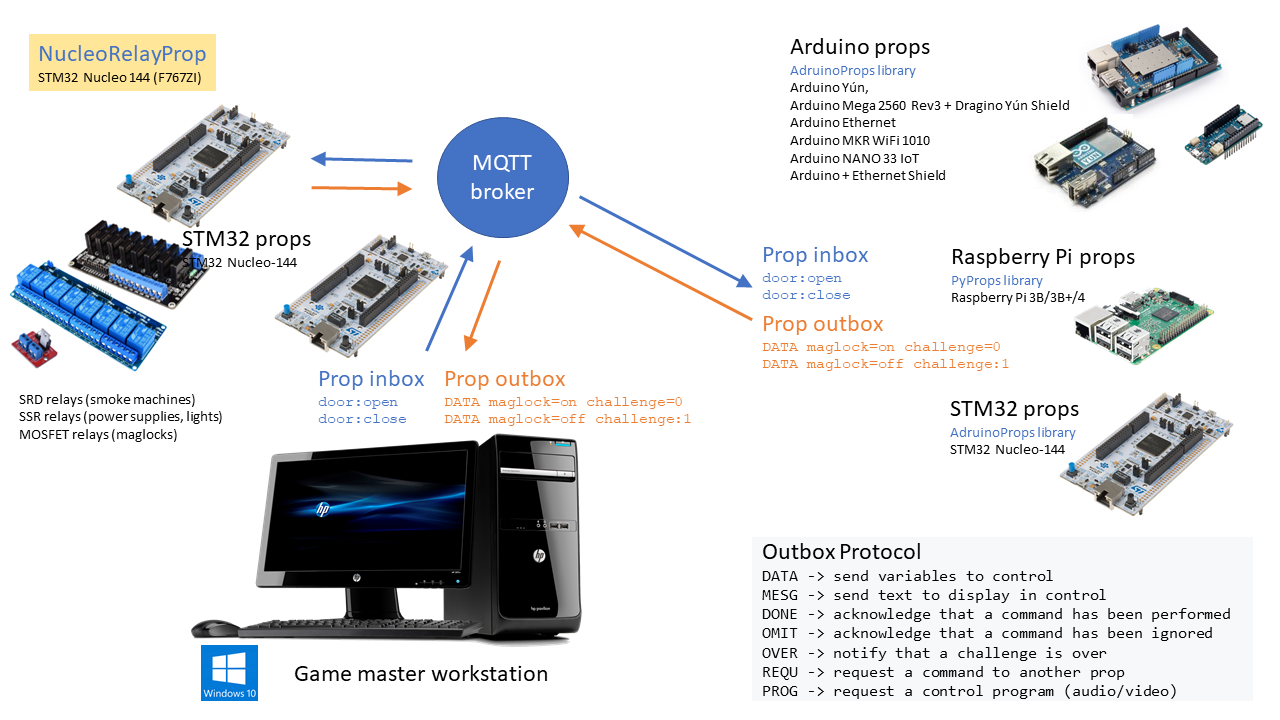 NucleoRelayProp
STM32 Nucleo 144 (F767ZI)
MQTT
broker
Arduino props
AdruinoProps library
Arduino Yún,
Arduino Mega 2560 Rev3 + Dragino Yún Shield
Arduino Ethernet
Arduino MKR WiFi 1010
Arduino NANO 33 IoT
Arduino + Ethernet Shield
STM32 props
STM32 Nucleo-144
SRD relays (smoke machines)
SSR relays (power supplies, lights)
MOSFET relays (maglocks)
Prop inbox
door:open
door:close
Prop outbox
DATA maglock=on challenge=0
DATA maglock=off challenge:1
Prop inbox
door:open
door:close
Prop outbox
DATA maglock=on challenge=0
DATA maglock=off challenge:1
Raspberry Pi props
PyProps library
Raspberry Pi 3B/3B+/4
STM32 props
AdruinoProps library
STM32 Nucleo-144
hp
hp
hp
hp pavilion
Windows 10
Game master workstation
Outbox Protocol
DATA -> send variables to control
MESG -> send text to display in control
DONE -> acknowledge that a command has been performed
OMIT -> acknowledge that a command has been ignored
OVER -> notify that a challenge is over
REQU -> request a command to another prop
PROG -> request a control program (audio/video)